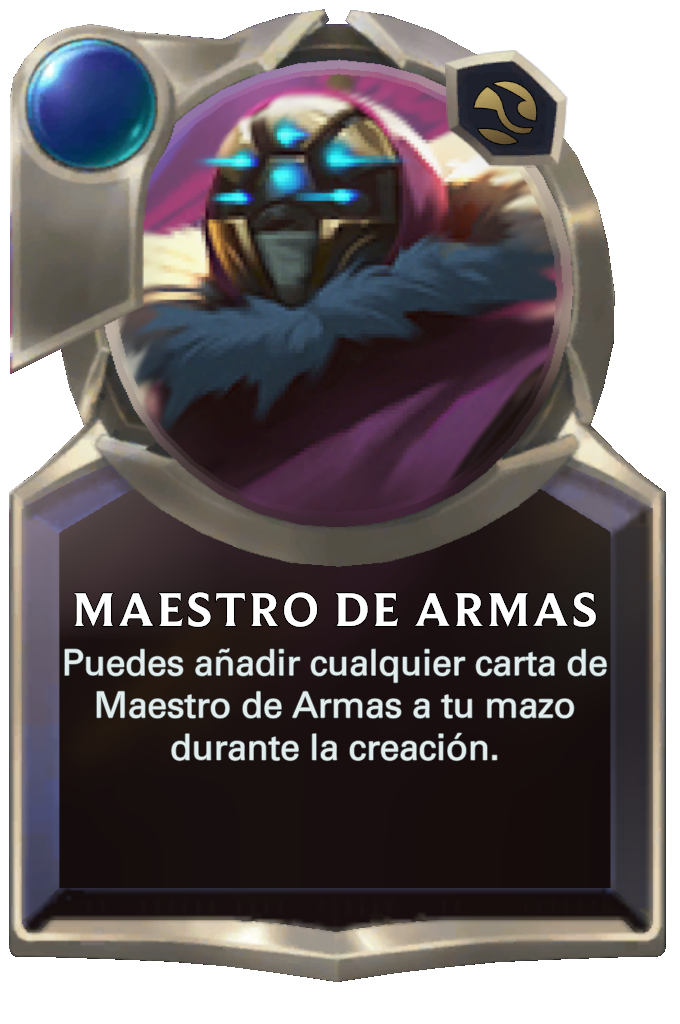 MAESTRO DE ARMAS
Puedes añadir cualquier carta de
Maestro de Armas a tu mazo
durante la creación.